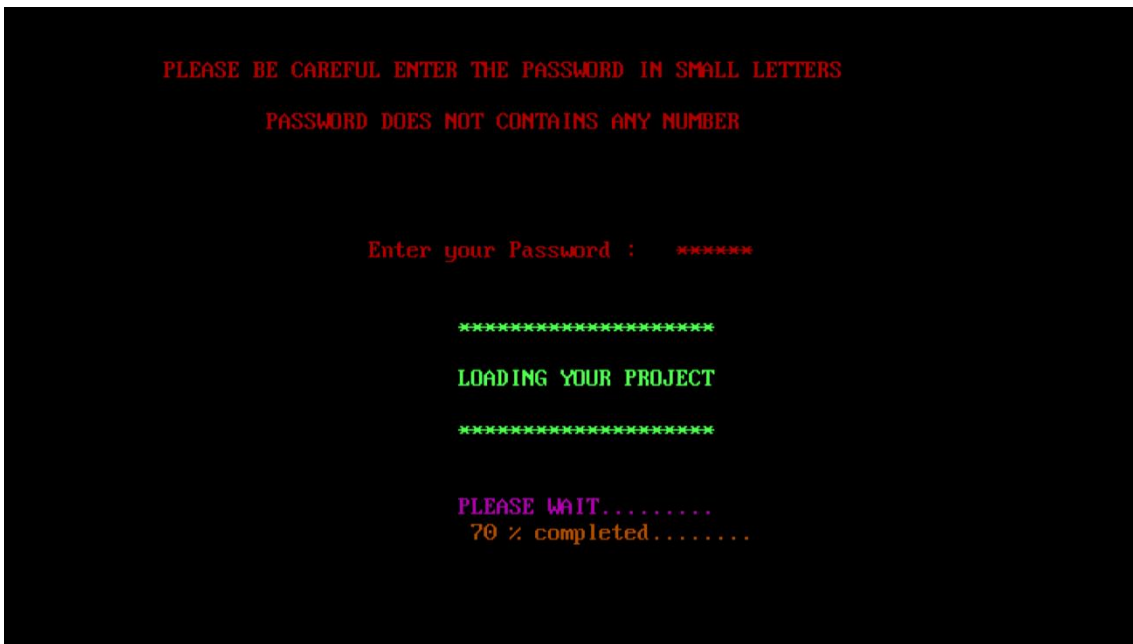 PLEASE BE CAREFUL ENTER THE PASSWORD IN SMALL LETTERS
PASSWORD DOES NOT CONTAINS ANY NUMBER
Enter your Password : ******
********************
LOADING YOUR PROJECT
********************
PLEASE WAIT.........
70 % completed........